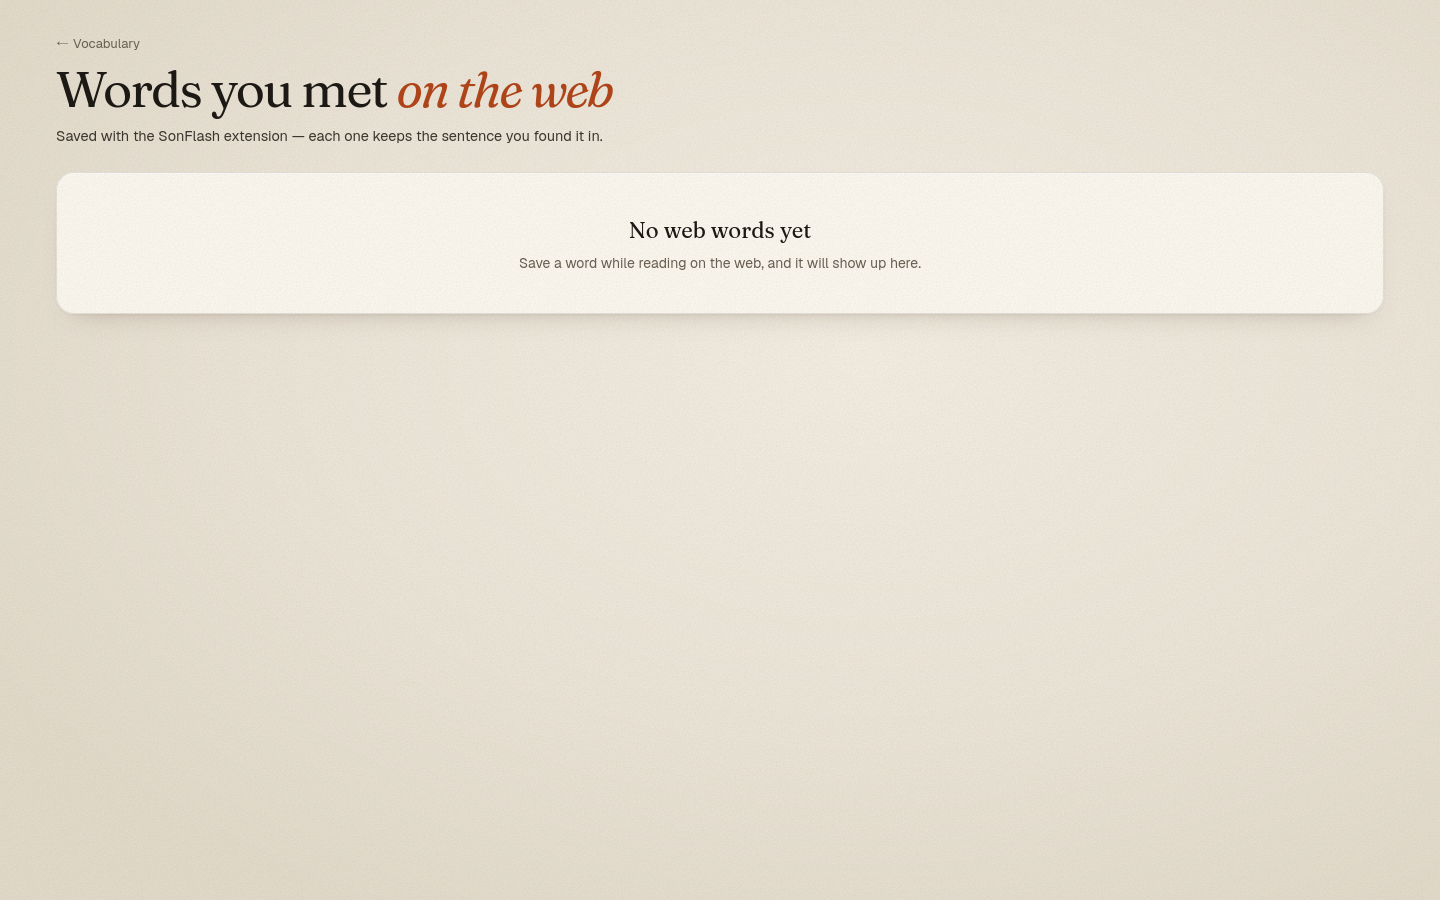 ← Vocabulary
Words you met on the web
Saved with the SonFlash extension — each one keeps the sentence you found it in.
No web words yet
Save a word while reading on the web, and it will show up here.